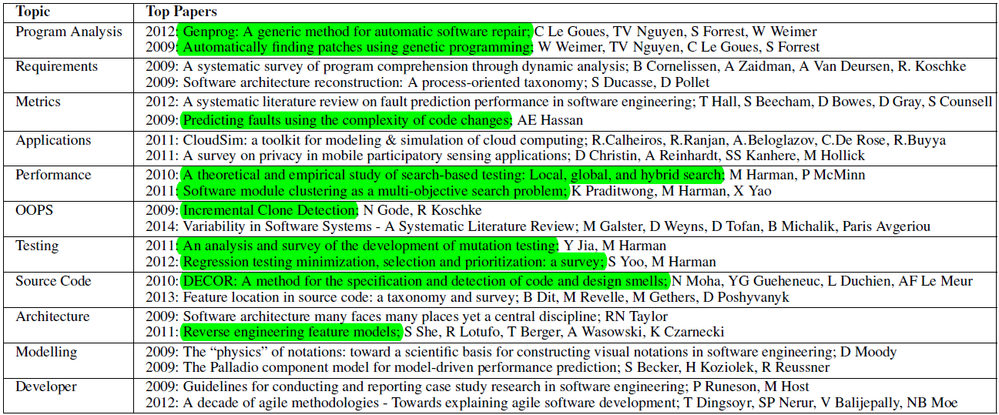 Topic Top Papers
Program Analysis 2012: Genprog: A generic method for automatic software repair; C Le Goues, TV Nguyen, S Forrest, W Weimer
2009: Automatically finding patches using genetic programming; W Weimer, TV Nguyen, C Le Goues, S Forrest
Requirements 2009: A systematic survey of program comprehension through dynamic analysis; B Cornelissen, A Zaidman, A Van Deursen, R. Koschke
2009: Software architecture reconstruction: A process-oriented taxonomy; S Ducasse, D Pollet
Metrics 2012: A systematic literature review on fault prediction performance in software engineering; T Hall, S Beecham, D Bowes, D Gray, S Counsell
2009: Predicting faults using the complexity of code changes; AE Hassan
Applications 2011: CloudSim: a toolkit for modeling & simulation of cloud computing; R.Calheiros, R.Ranjan, A.Beloglazov, C.De Rose, R.Buyya
2011: A survey on privacy in mobile participatory sensing applications; D Christin, A Reinhardt, SS Kanhere, M Hollick
Performance 2010: A theoretical and empirical study of search-based testing: Local, global, and hybrid search; M Harman, P McMinn
2011: Software module clustering as a multi-objective search problem; K Praditwong, M Harman, X Yao
OOPS 2009: Incremental Clone Detection; N Gode, R Koschke
2014: Variability in Software Systems - A Systematic Literature Review; M Galster, D Weyns, D Tofan, B Michalik, Paris Avgeriou
Testing 2011: An analysis and survey of the development of mutation testing; Y Jia, M Harman
2012: Regression testing minimization, selection and prioritization: a survey; S Yoo, M Harman
Source Code 2010: DECOR: A method for the specification and detection of code and design smells; N Moha, YG Gueheneuc, L Duchien, AF Le Meur
2013: Feature location in source code: a taxonomy and survey; B Dit, M Revelle, M Gethers, D Poshyvanyk
Architecture 2009: Software architecture many faces many places yet a central discipline; RN Taylor
2011: Reverse engineering feature models; S She, R Lotufo, T Berger, A Wasowski, K Czarnecki
Modelling 2009: The “physics” of notations: toward a scientific basis for constructing visual notations in software engineering; D Moody
2009: The Palladio component model for model-driven performance prediction; S Becker, H Koziolek, R Reussner
Developer 2009: Guidelines for conducting and reporting case study research in software engineering; P Runeson, M Host
2012: A decade of agile methodologies - Towards explaining agile software development; T Dingsoyr, SP Nerur, V Balijepally, NB Moe